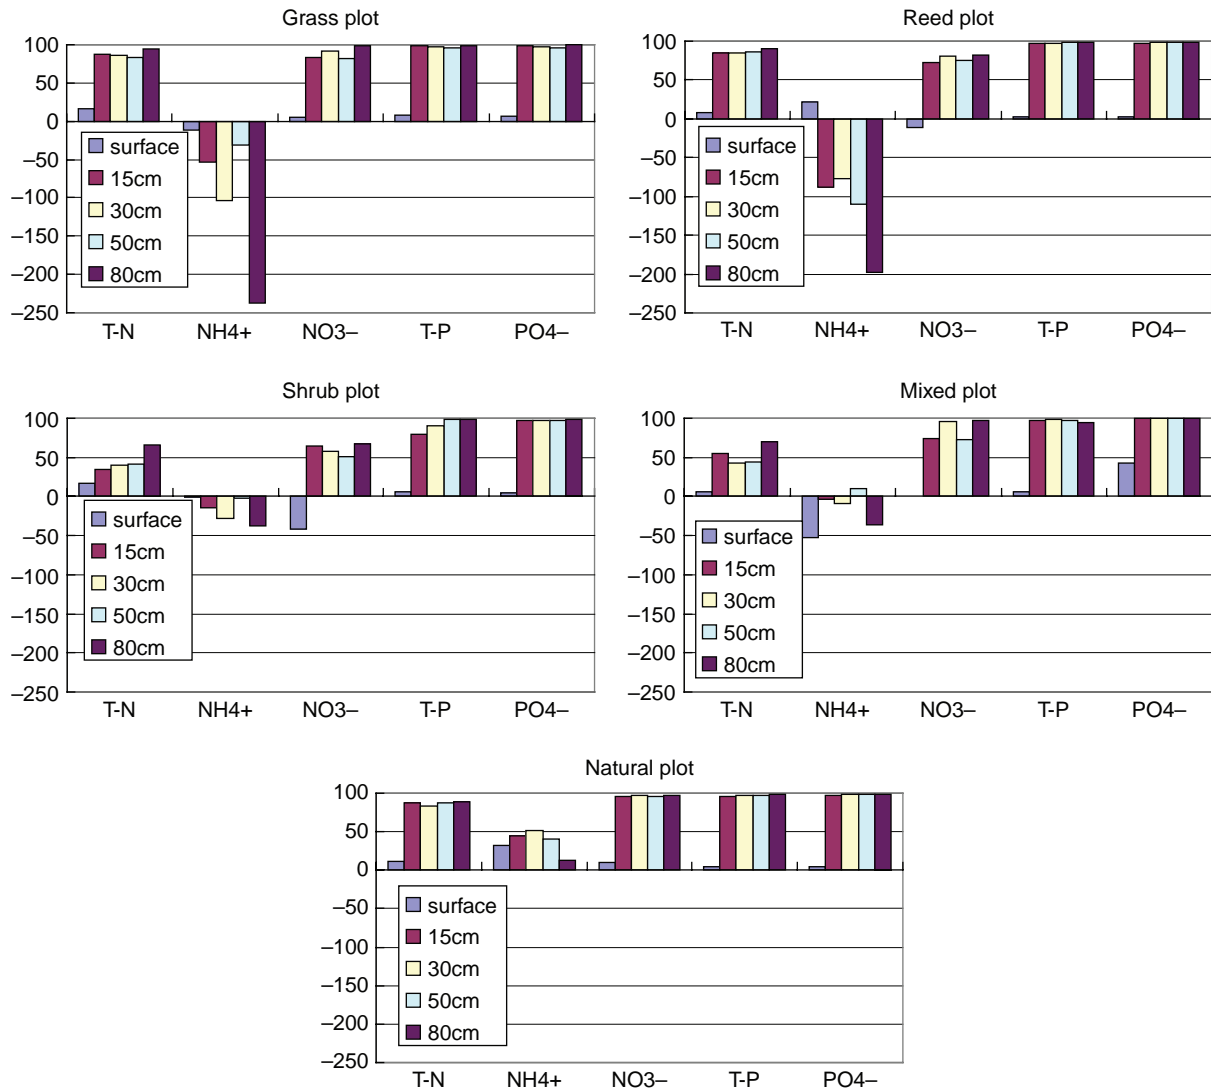 Grass plot
100
50
0
–50
–100
–150
–200
–250
surface
15cm
30cm
50cm
80cm
T-N NH4+ NO3– T-P PO4–
Reed plot
100
50
0
–50
–100
–150
–200
–250
surface
15cm
30cm
50cm
80cm
T-N NH4+ NO3– T-P PO4–
Shrub plot
100
50
0
–50
–100
–150
–200
–250
surface
15cm
30cm
50cm
80cm
T-N NH4+ NO3– T-P PO4–
Mixed plot
100
50
0
–50
–100
–150
–200
–250
surface
15cm
30cm
50cm
80cm
T-N NH4+ NO3– T-P PO4–
Natural plot
100
50
0
–50
–100
–150
–200
–250
surface
15cm
30cm
50cm
80cm
T-N NH4+ NO3– T-P PO4–